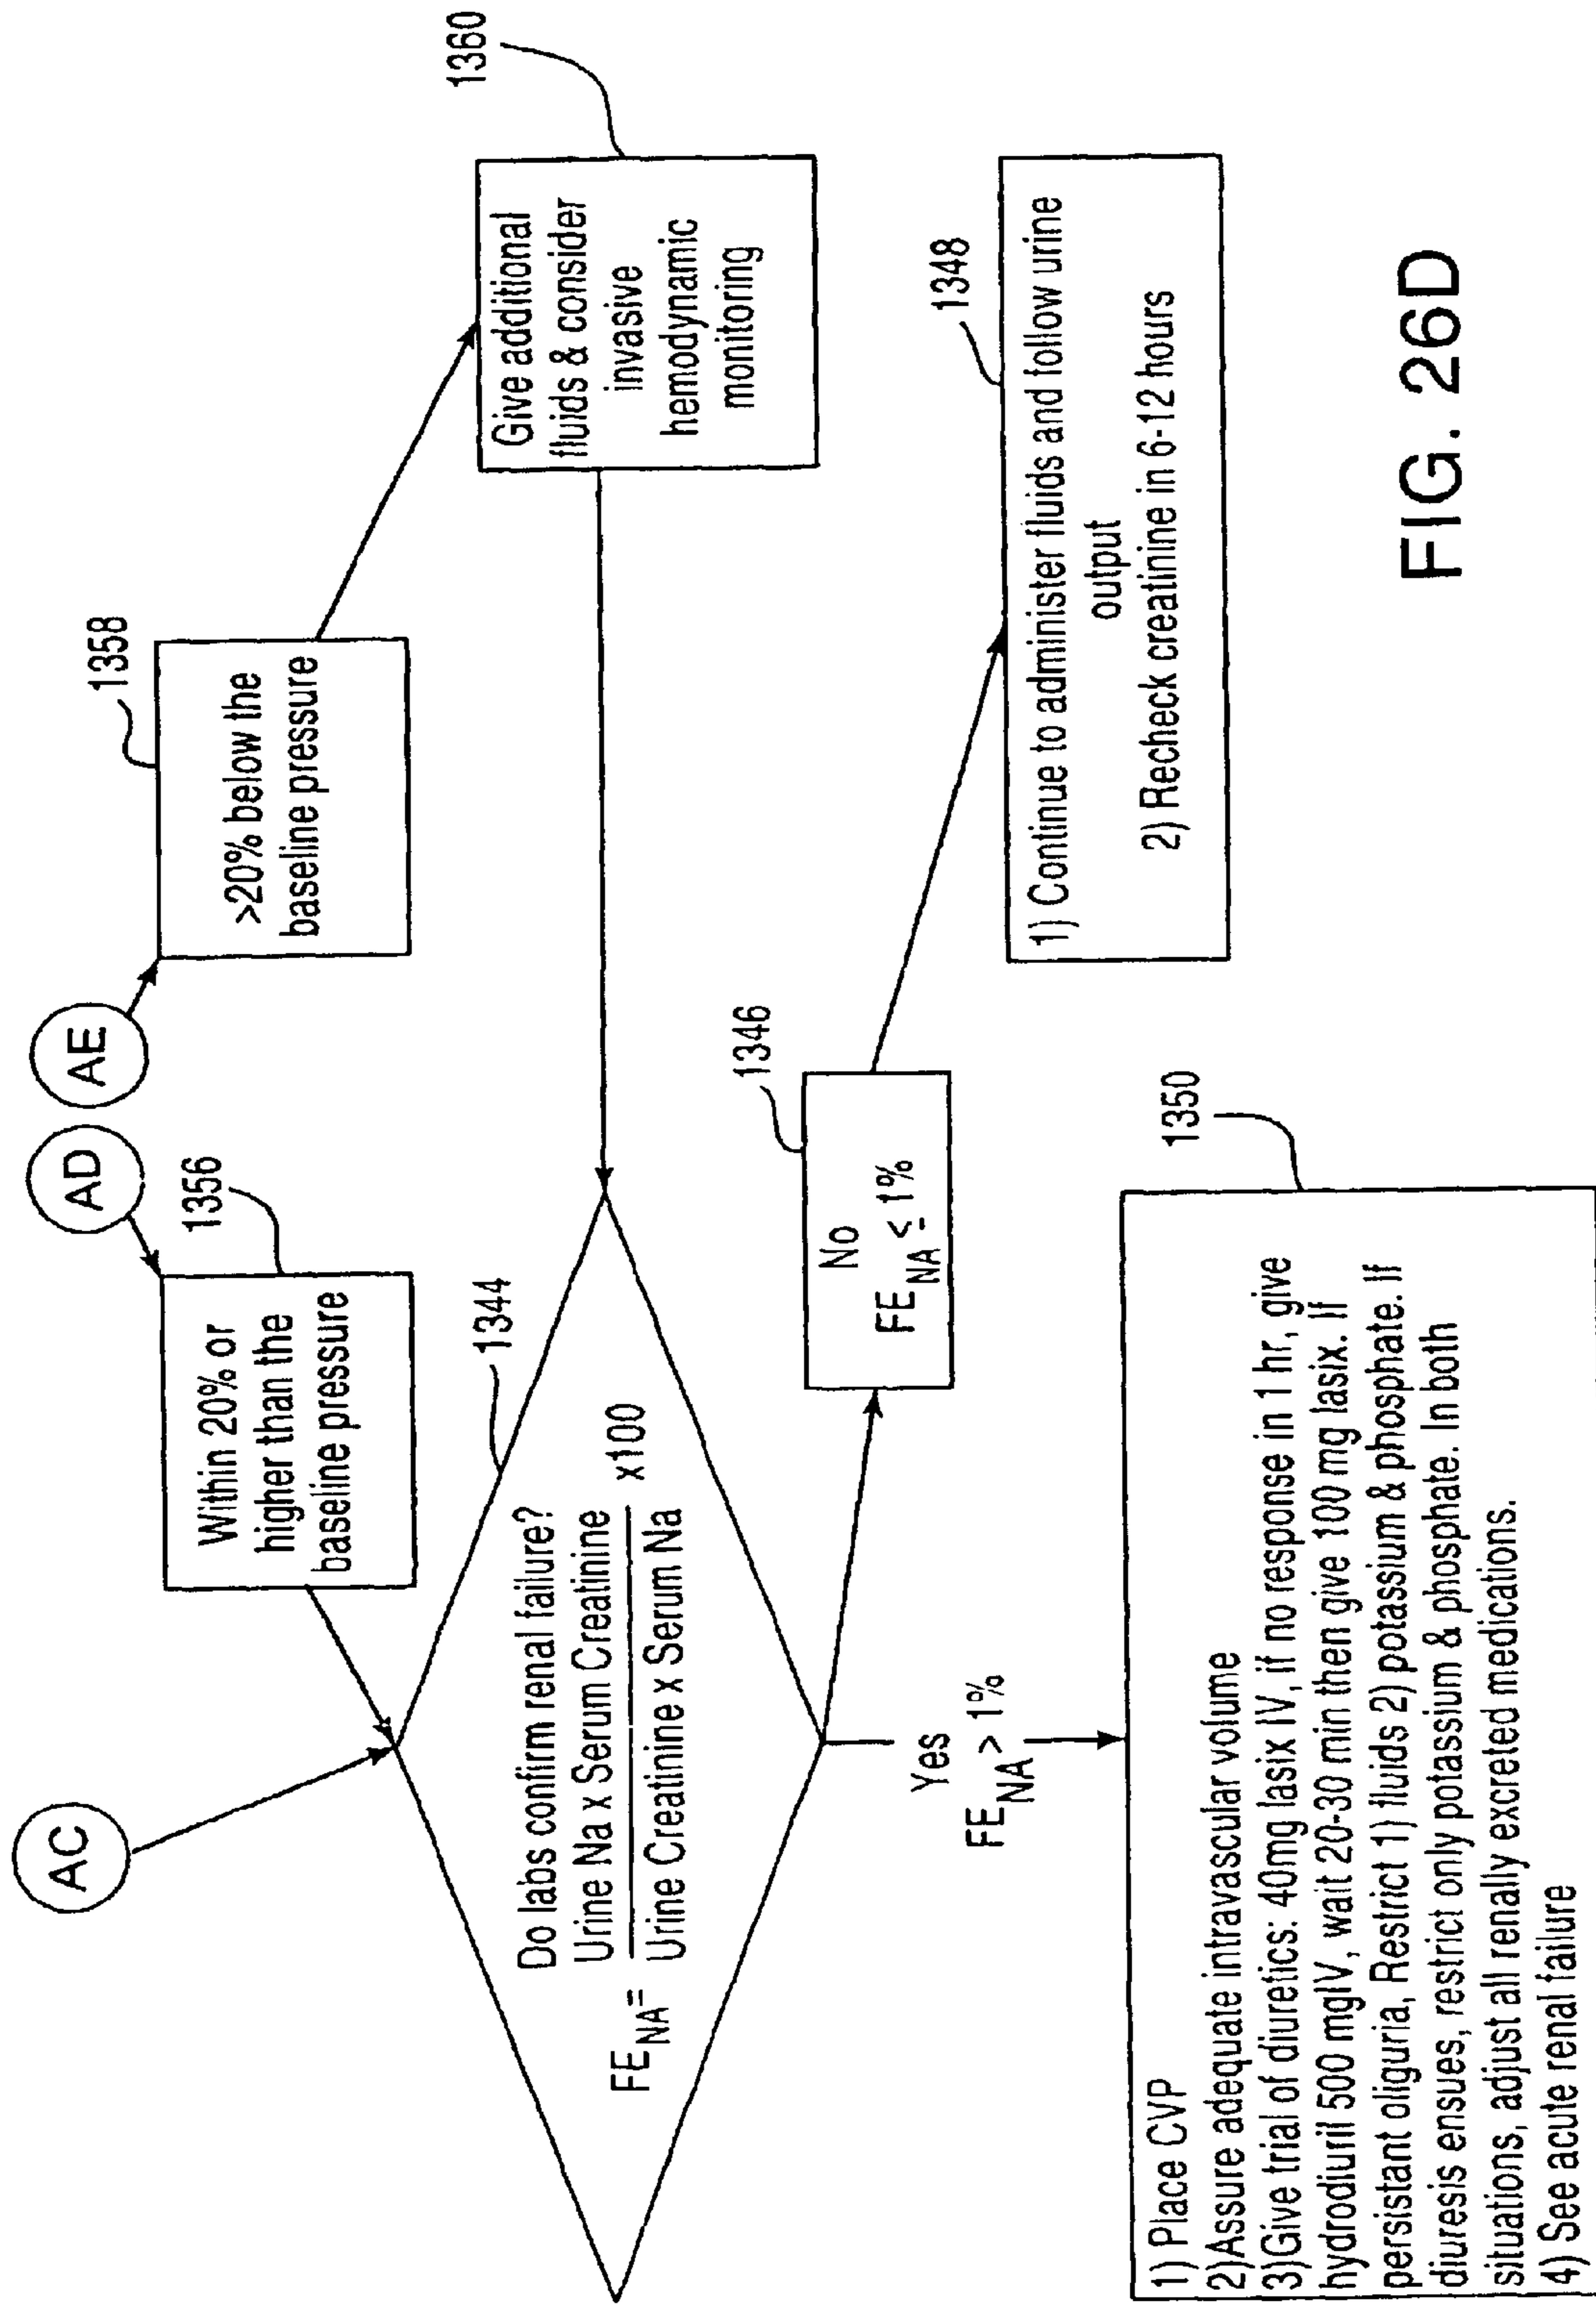 AC
AD
AE
1356
Within 20% or
higher than the
baseline pressure
1358
>20% below the
baseline pressure
1360
Give additional
fluids & consider
invasive
hemodynamic
monitoring
1344
Do labs confirm renal failure?
FE NA = Urine Na x Serum Creatinine x100
Urine Creatinine x Serum Na
1346
No
FE NA ≤ 1%
1348
1) Continue to administer fluids and follow urine
output
2) Recheck creatinine in 6-12 hours
Yes
FE NA > 1%
1350
1) Place CVP
2)Assure adequate intravascular volume
3)Give trial of diuretics: 40mg lasix IV, if no response in 1 hr, give
hydrodiuril 500 mgIV, wait 20-30 min then give 100 mg lasix. If
persistant oliguria, Restrict 1) fluids 2) potassium & phosphate. If
diuresis ensues, restrict only potassium & phosphate. In both
situations, adjust all renally excreted medications.
4) See acute renal failure
FIG. 26D